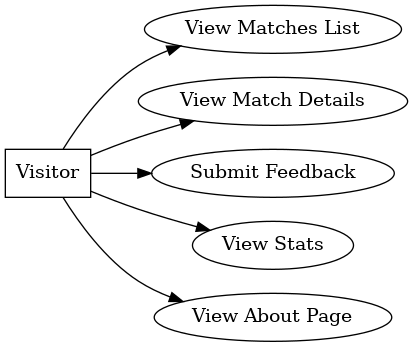 View Matches List
View Match Details
Visitor
Submit Feedback
View Stats
View About Page